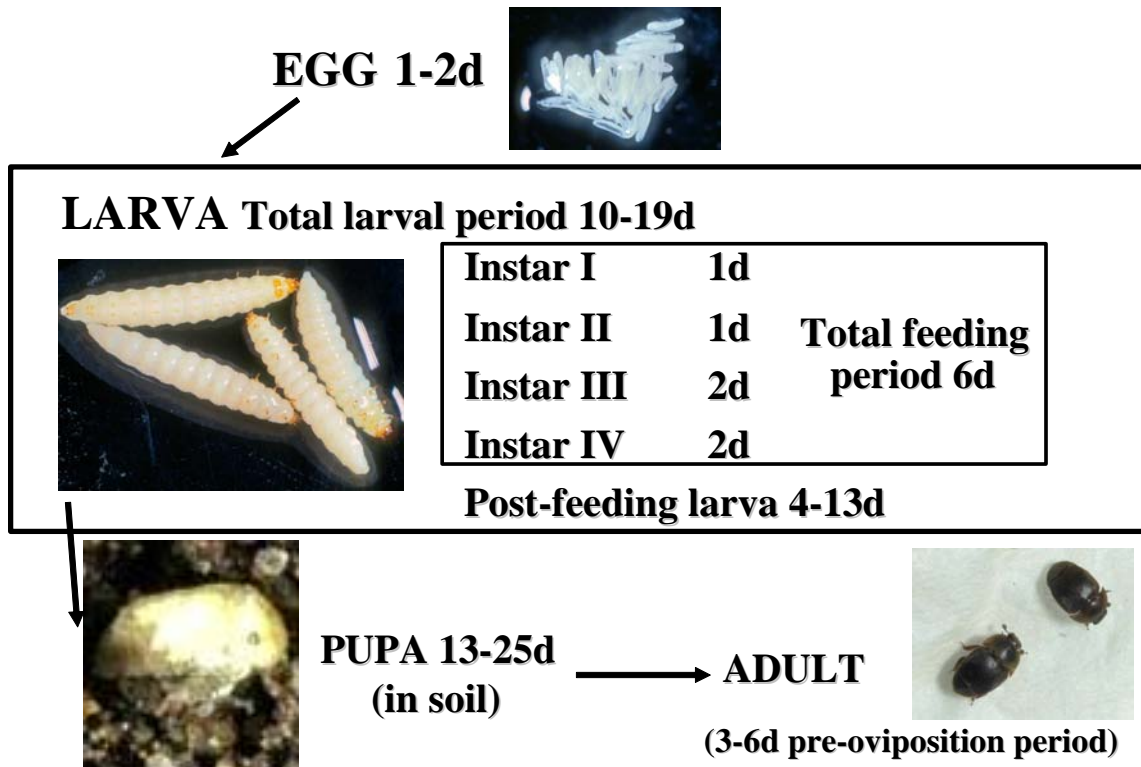 EGG 1-2d
LARVA Total larval period 10-19d
Instar I 1d
Instar II 1d
Instar III 2d
Instar IV 2d
Total feeding
period 6d
Post-feeding larva 4-13d
PUPA 13-25d
(in soil)
ADULT
(3-6d pre-oviposition period)